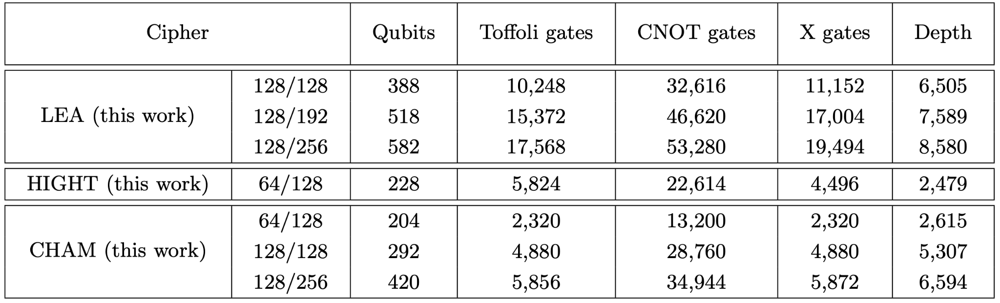 Cipher Qubits Toffoli gates CNOT gates X gates Depth
128/128 388 10,248 32,616 11,152 6,505
LEA (this work) 128/192 518 15,372 46,620 17,004 7,589
128/256 582 17,568 53,280 19,494 8,580
HIGHT (this work) 64/128 228 5,824 22,614 4,496 2,479
64/128 204 2,320 13,200 2,320 2,615
CHAM (this work) 128/128 292 4,880 28,760 4,880 5,307
128/256 420 5,856 34,944 5,872 6,594